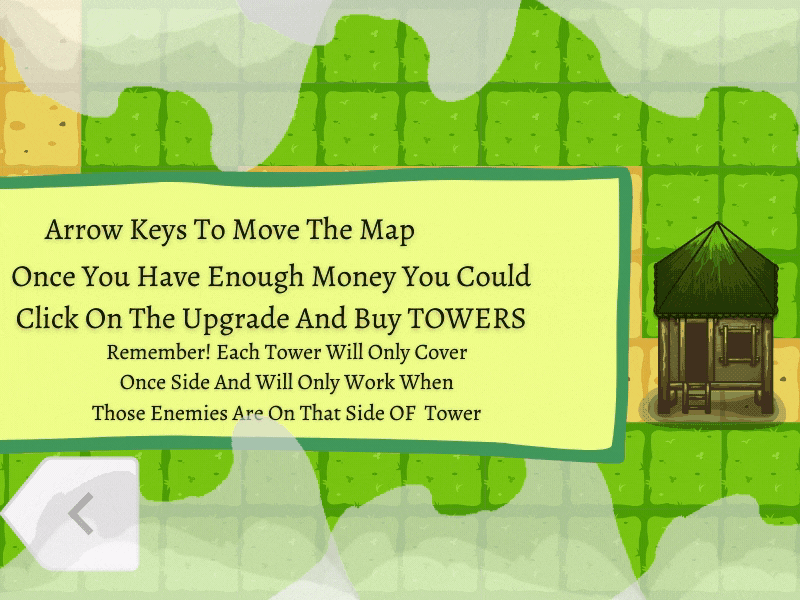 Arrow Keys To Move The Map
Once You Have Enough Money You Could
Click On The Upgrade And Buy TOWERS
Remember! Each Tower Will Only Cover
Once Side And Will Only Work When
Those Enemies Are On That Side OF Tower